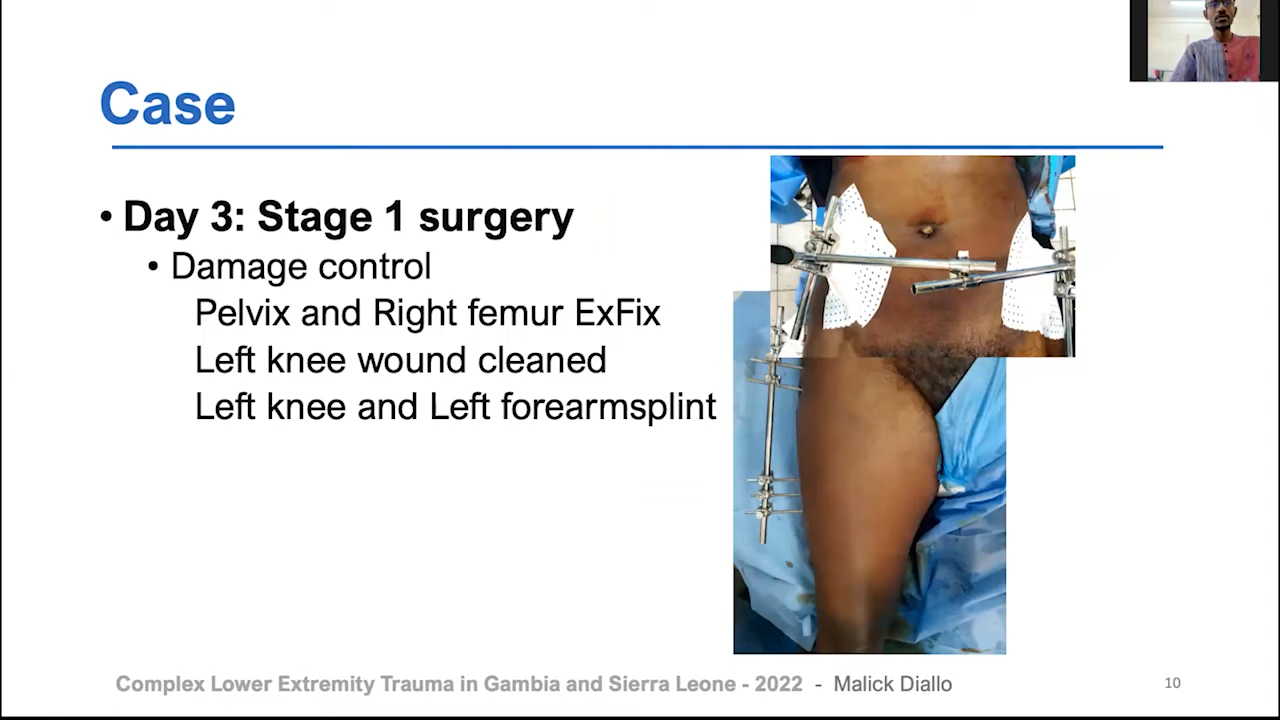 Case
• Day 3: Stage 1 surgery
• Damage control
Pelvix and Right femur ExFix
Left knee wound cleaned
Left knee and Left forearmsplint
Complex Lower Extremity Trauma in Gambia and Sierra Leone - 2022 - Malick Diallo
10